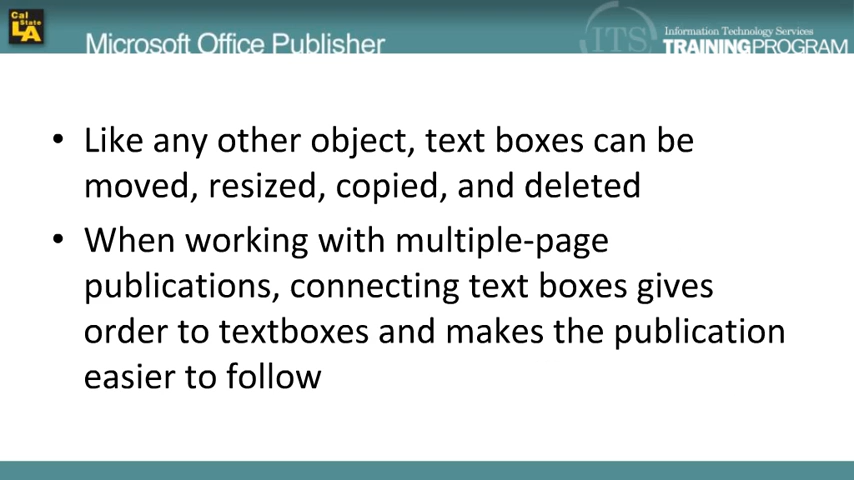 Cal
State
LA
Microsoft Office Publisher
ITS
Information Technology Services
TRAINING PROGRAM
• Like any other object, text boxes can be
moved, resized, copied, and deleted
• When working with multiple-page
publications, connecting text boxes gives
order to textboxes and makes the publication
easier to follow